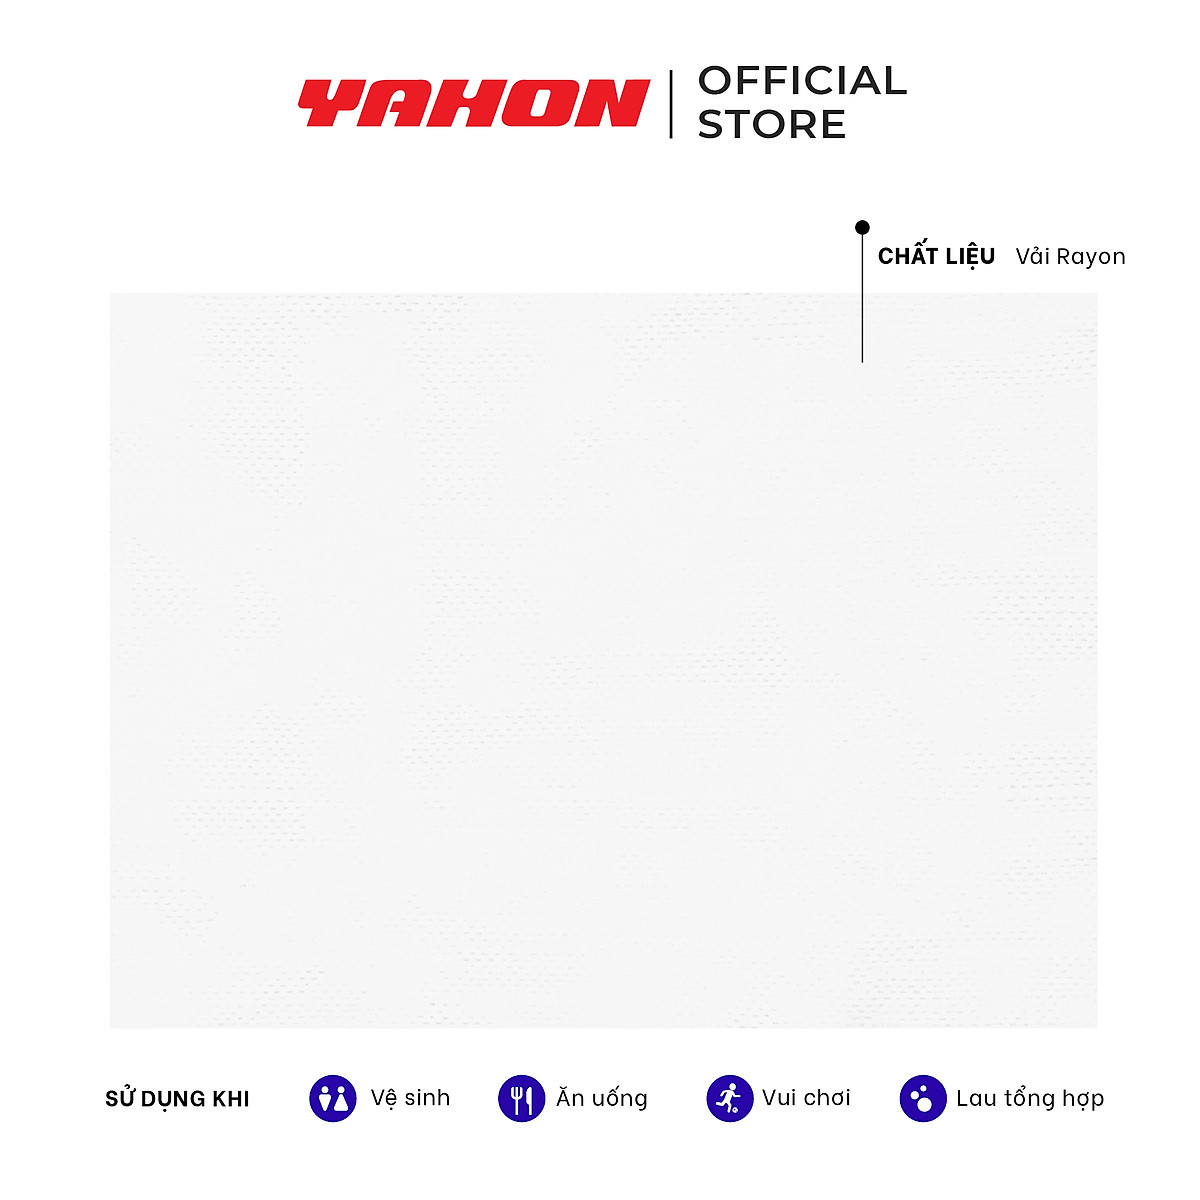 YAHON
OFFICIAL
STORE
CHẤT LIỆU Vải Rayon
SỬ DỤNG KHI Vệ sinh Ăn uống Vui chơi Lau tổng hợp